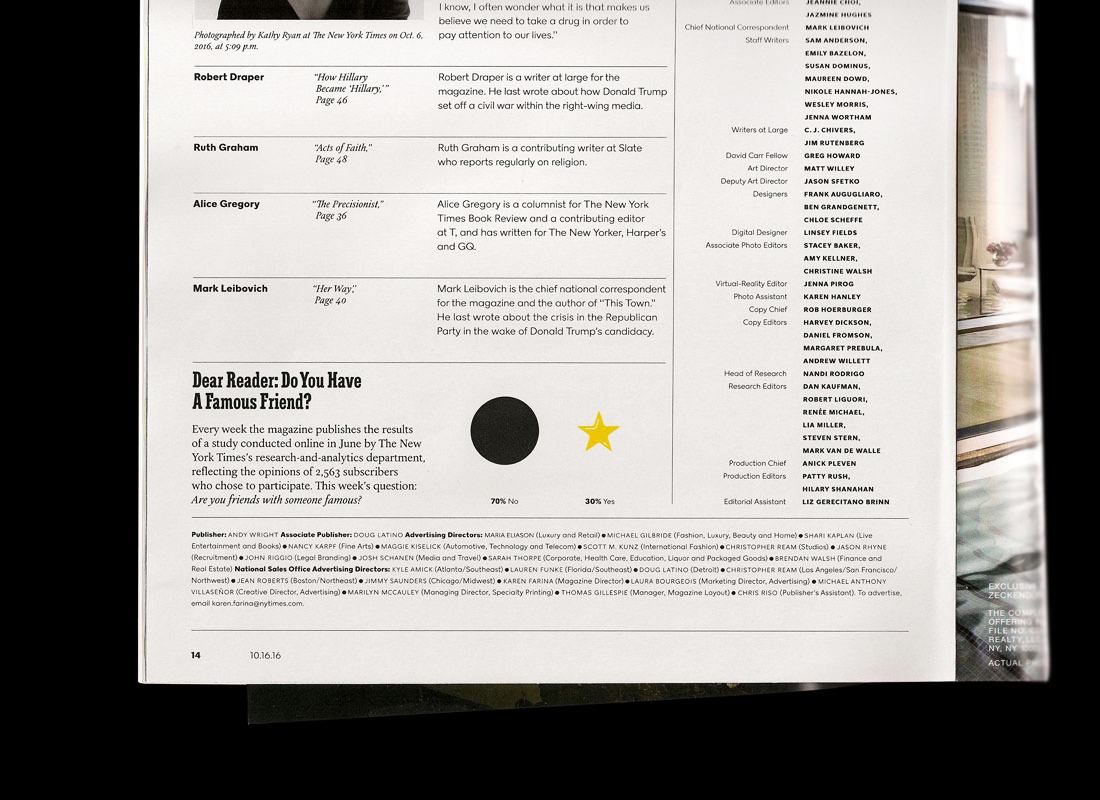 I know, I often wonder what it is that makes us
believe we need to take a drug in order to
pay attention to our lives."
Photographed by Kathy Ryan at The New York Times on Oct. 6,
2016, at 5:09 p.m.
Robert Draper
“How Hillary
Became ‘Hillary,’”
Page 46
Robert Draper is a writer at large for the
magazine. He last wrote about how Donald Trump
set off a civil war within the right-wing media.
Ruth Graham
“Acts of Faith,”
Page 48
Ruth Graham is a contributing writer at Slate
who reports regularly on religion.
Alice Gregory
“The Precisionist,”
Page 36
Alice Gregory is a columnist for The New York
Times Book Review and a contributing editor
at T, and has written for The New Yorker, Harper's
and GQ.
Mark Leibovich
“Her Way,”
Page 40
Mark Leibovich is the chief national correspondent
for the magazine and the author of “This Town.”
He last wrote about the crisis in the Republican
Party in the wake of Donald Trump's candidacy.
Dear Reader: Do You Have
A Famous Friend?
Every week the magazine publishes the results
of a study conducted online in June by The New
York Times's research-and-analytics department,
reflecting the opinions of 2,563 subscribers
who chose to participate. This week's question:
Are you friends with someone famous?
70% No
30% Yes
Associate Editors JEANNIE CHOI,
JAZMINE HUGHES
Chief National Correspondent MARK LEIBOVICH
Staff Writers SAM ANDERSON,
EMILY BAZELON,
SUSAN DOMINUS,
MAUREEN DOWD,
NIKOLE HANNAH-JONES,
WESLEY MORRIS,
JENNA WORTHAM
Writers at Large C. J. CHIVERS,
JIM RUTENBERG
David Carr Fellow GREG HOWARD
Art Director MATT WILLEY
Deputy Art Director JASON SFETKO
Designers FRANK AUGUGLIARO,
BEN GRANDGENETT,
CHLOE SCHEFFE
Digital Designer LINSEY FIELDS
Associate Photo Editors STACEY BAKER,
AMY KELLNER,
CHRISTINE WALSH
Virtual-Reality Editor JENNA PIROG
Photo Assistant KAREN HANLEY
Copy Chief ROB HOERBURGER
Copy Editors HARVEY DICKSON,
DANIEL FROMSON,
MARGARET PREBULA,
ANDREW WILLETT
Head of Research NANDI RODRIGO
Research Editors DAN KAUFMAN,
ROBERT LIGUORI,
RENÉE MICHAEL,
LIA MILLER,
STEVEN STERN,
MARK VAN DE WALLE
Production Chief ANICK PLEVEN
Production Editors PATTY RUSH,
HILARY SHANAHAN
Editorial Assistant LIZ GERECITANO BRINN
Publisher: ANDY WRIGHT Associate Publisher: DOUG LATINO Advertising Directors: MARIA ELIASON (Luxury and Retail) ● MICHAEL GILBRIDE (Fashion, Luxury, Beauty and Home) ● SHARI KAPLAN (Live
Entertainment and Books) ● NANCY KARPF (Fine Arts) ● MAGGIE KISELICK (Automotive, Technology and Telecom) ● SCOTT M. KUNZ (International Fashion) ● CHRISTOPHER REAM (Studios) ● JASON RHYNE
(Recruitment) ● JOHN RIGGIO (Legal Branding) ● JOSH SCHANEN (Media and Travel) ● SARAH THORPE (Corporate, Health Care, Education, Liquor and Packaged Goods) ● BRENDAN WALSH (Finance and
Real Estate) National Sales Office Advertising Directors: KYLE AMICK (Atlanta/Southeast) ● LAUREN FUNKE (Florida/Southeast) ● DOUG LATINO (Detroit) ● CHRISTOPHER REAM (Los Angeles/San Francisco/
Northwest) ● JEAN ROBERTS (Boston/Northeast) ● JIMMY SAUNDERS (Chicago/Midwest) ● KAREN FARINA (Magazine Director) ● LAURA BOURGEOIS (Marketing Director, Advertising) ● MICHAEL ANTHONY
VILLASEÑOR (Creative Director, Advertising) ● MARILYN MCCAULEY (Managing Director, Specialty Printing) ● THOMAS GILLESPIE (Manager, Magazine Layout) ● CHRIS RISO (Publisher's Assistant). To advertise,
email karen.farina@nytimes.com.
14
10.16.16
THE
OFFERING
FILE NO.
REALTY,
NY, NY
ACTUAL